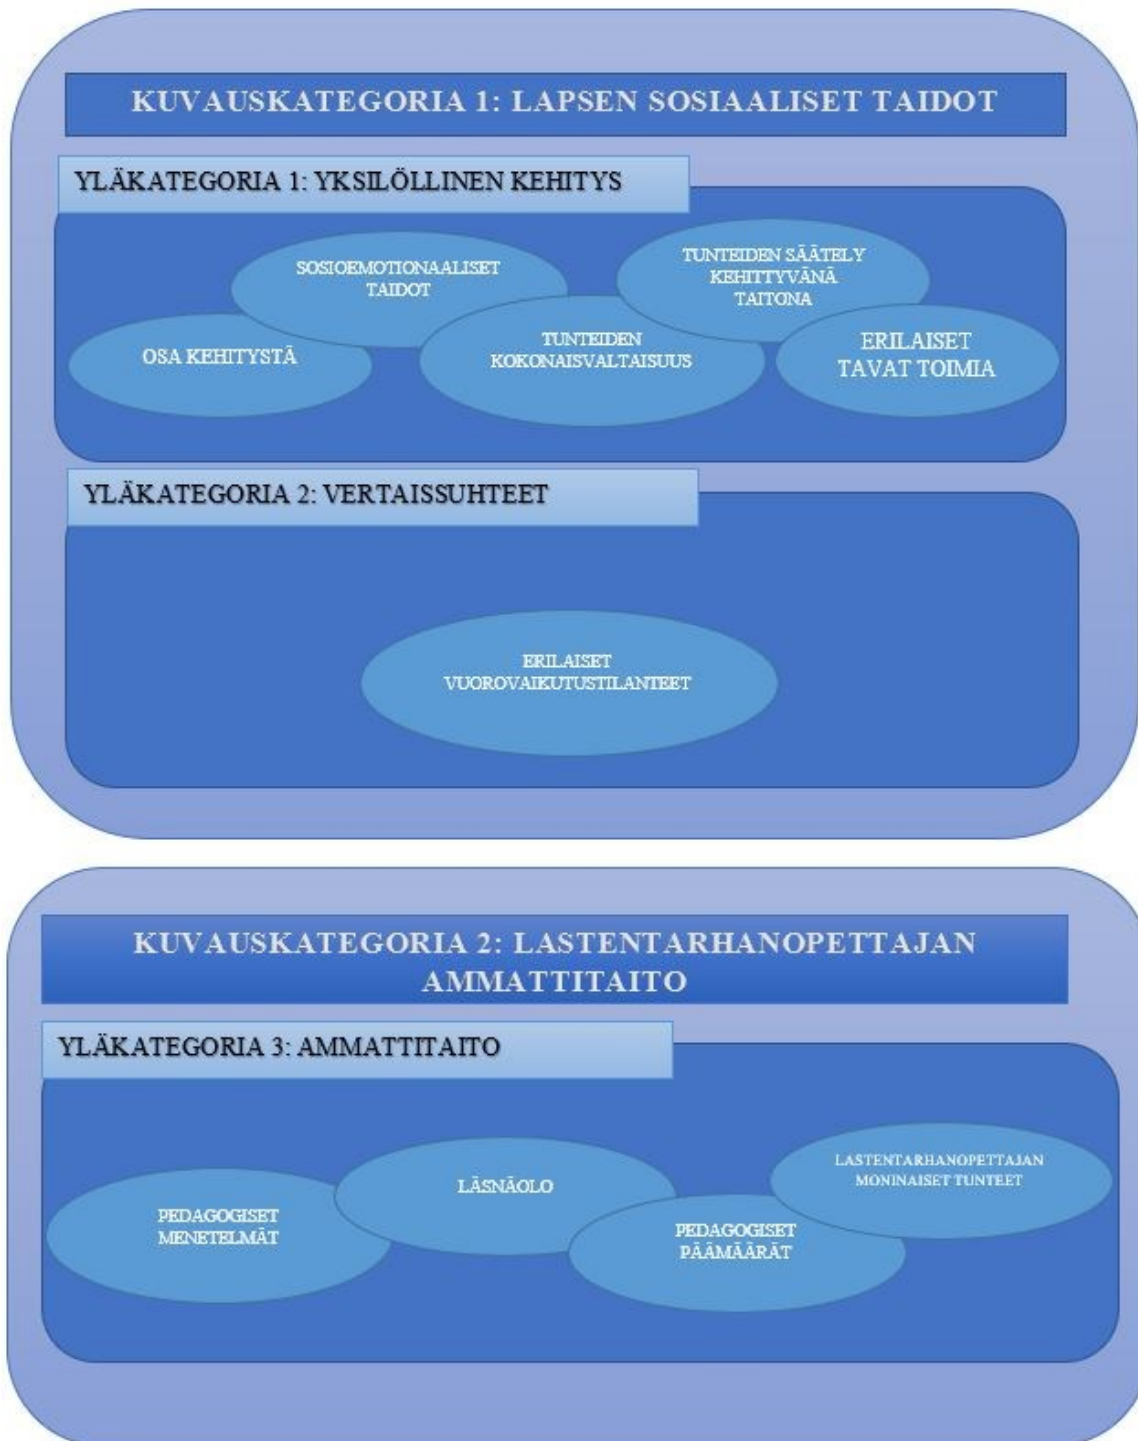 KUVAUSKATEGORIA 1: LAPSEN SOSIAALISET TAIDOT
YLÄKATEGORIA 1: YKSILÖLLINEN KEHITYS
OSA KEHITYSTÄ
SOSIOEMOTIONAALISET
TAIDOT
TUNTEIDEN
KOKONAISVALTAISUUS
TUNTEIDEN SÄÄTELY
KEHITTYVÄNÄ
TAITONA
ERILAISET
TAVAT TOIMIA
YLÄKATEGORIA 2: VERTAISSUHTEET
ERILAISET
VUOROVAIKUTUSTILANTEET
KUVAUSKATEGORIA 2: LASTENTARHANOPETTAJAN
AMMATTITAITO
YLÄKATEGORIA 3: AMMATTITAITO
PEDAGOGISET
MENETELMÄT
LÄSNÄOLO
PEDAGOGISET
PÄÄMÄÄRÄT
LASTENTARHANOPETTAJAN
MONINAISET TUNTEET